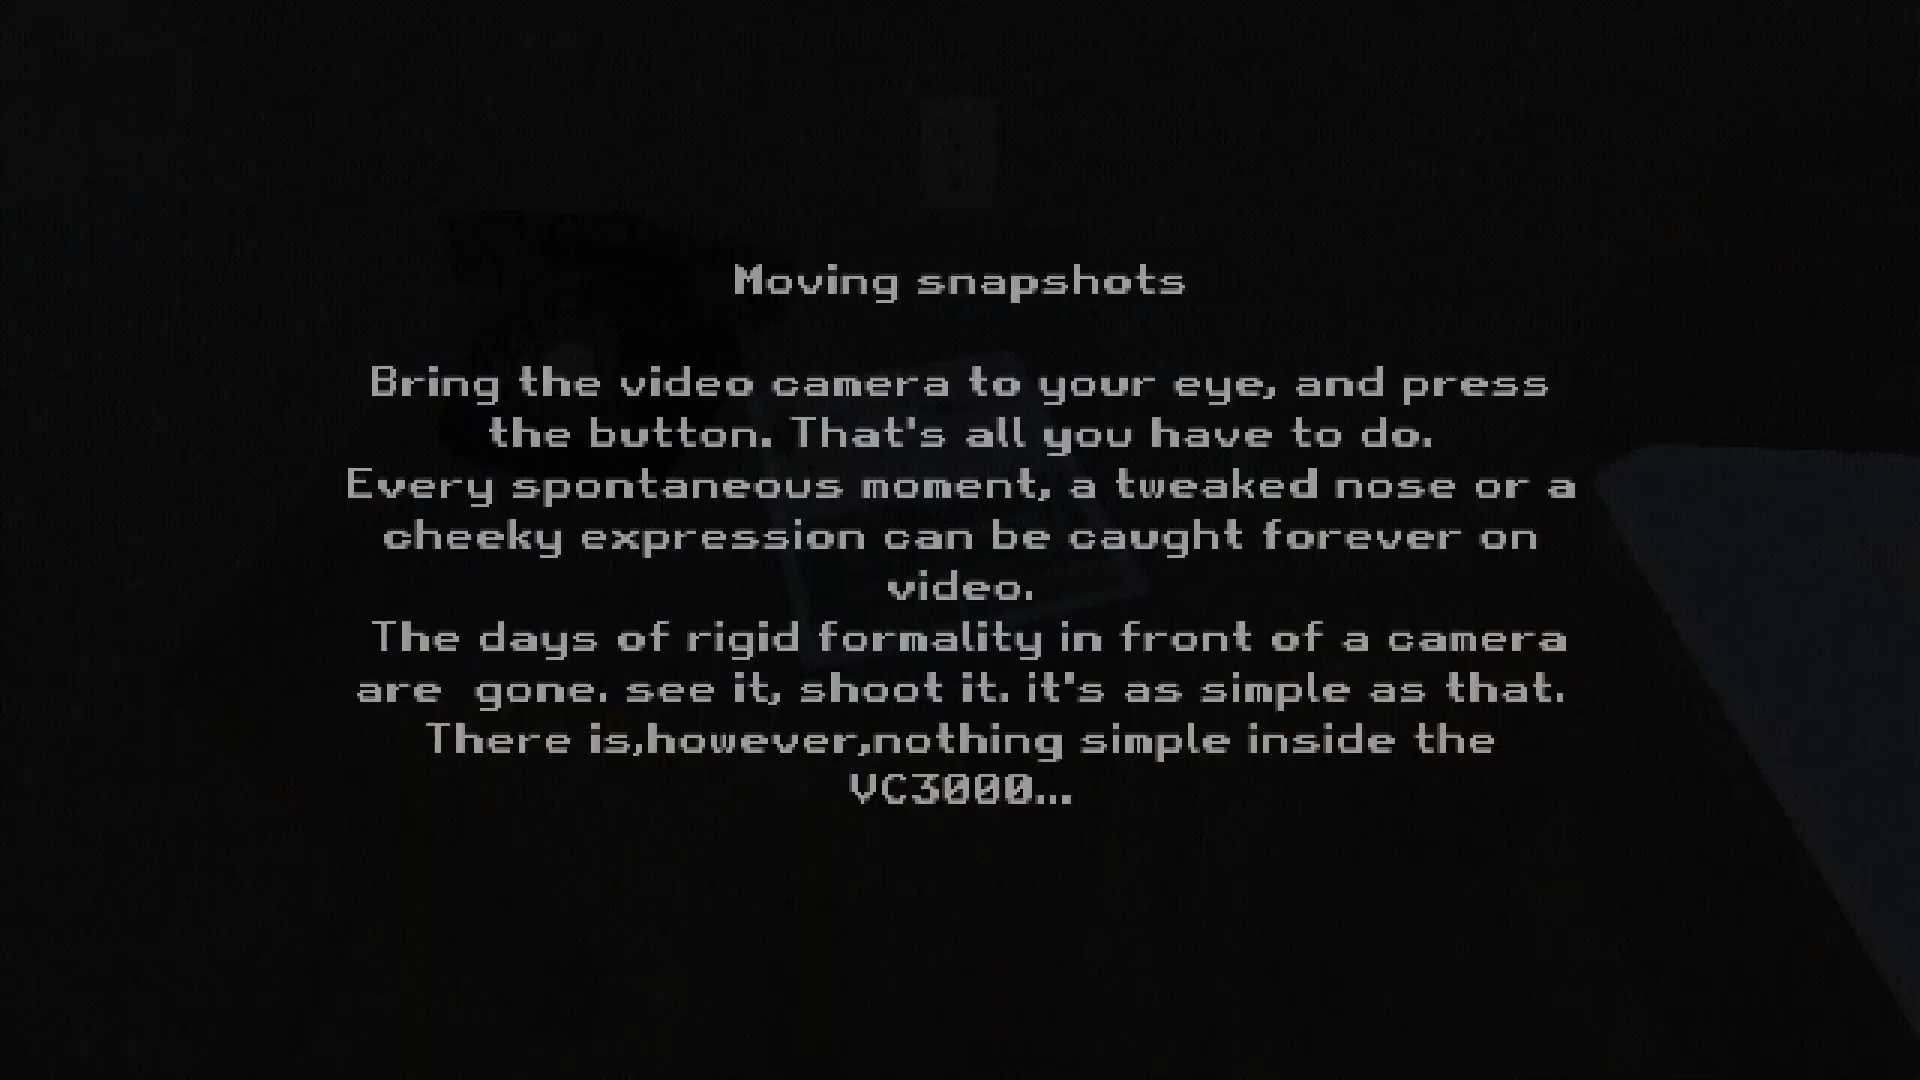 Moving snapshots
Bring the video camera to your eye, and press
the button. That's all you have to do.
Every spontaneous moment, a tweaked nose or a
cheeky expression can be caught forever on
video.
The days of rigid formality in front of a camera
are  gone. see it, shoot it. it's as simple as that.
There is,however,nothing simple inside the
VC3000...